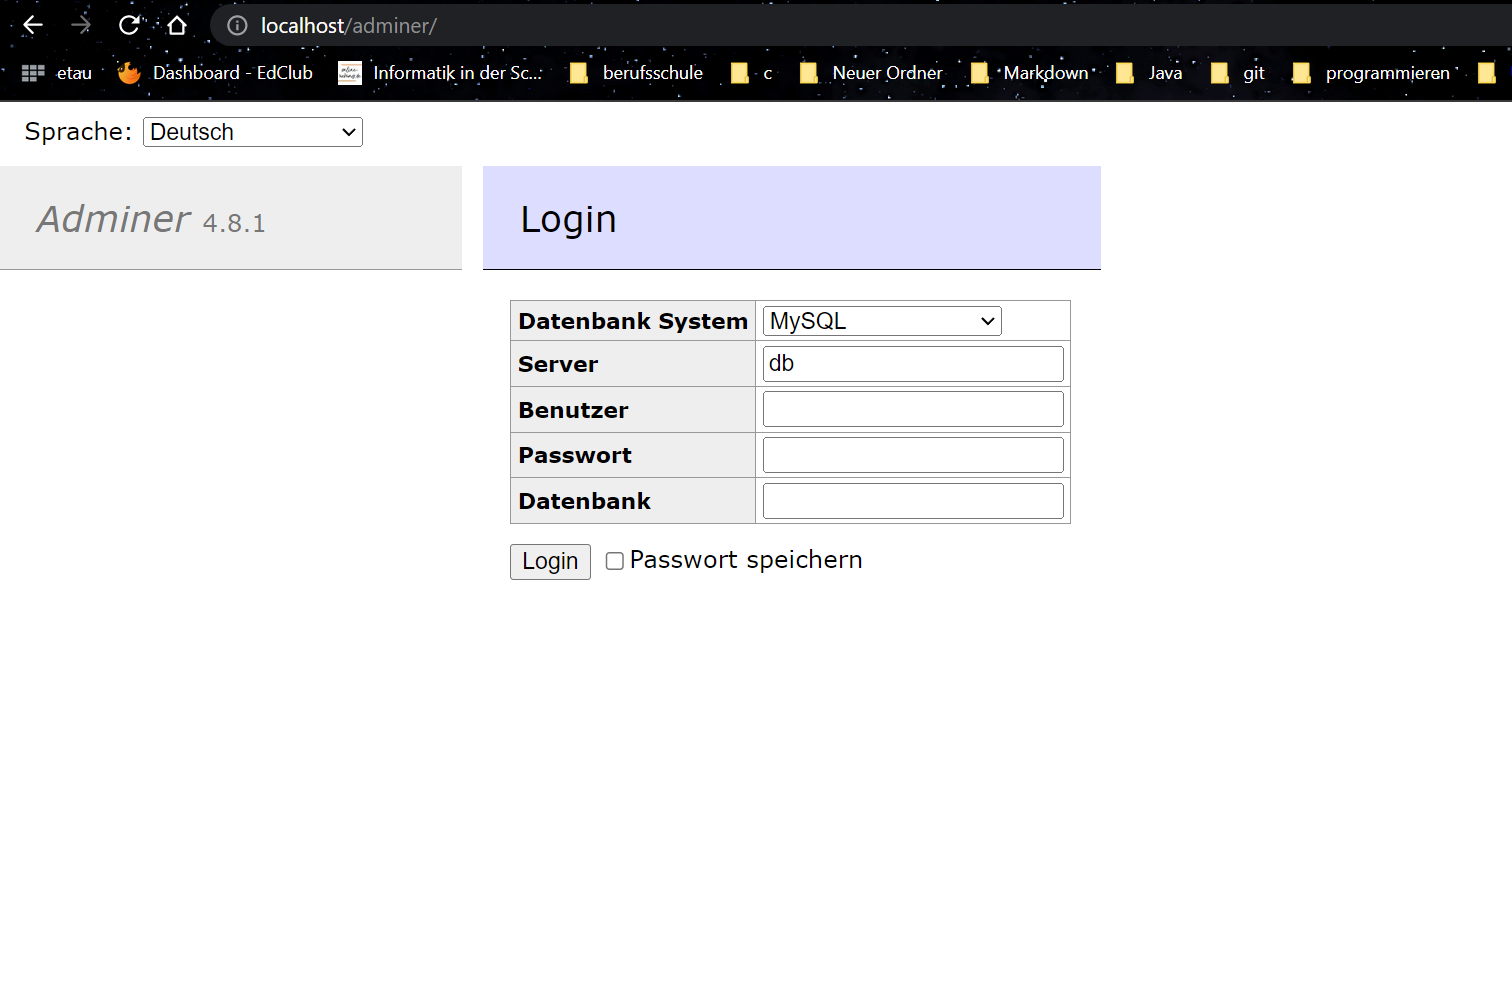 localhost/adminer/
etau Dashboard - EdClub Informatik in der Sc... berufsschule c Neuer Ordner Markdown Java git programmieren
Sprache: Deutsch
Adminer 4.8.1
Login
Datenbank System MySQL
Server db
Benutzer
Passwort
Datenbank
Login Passwort speichern